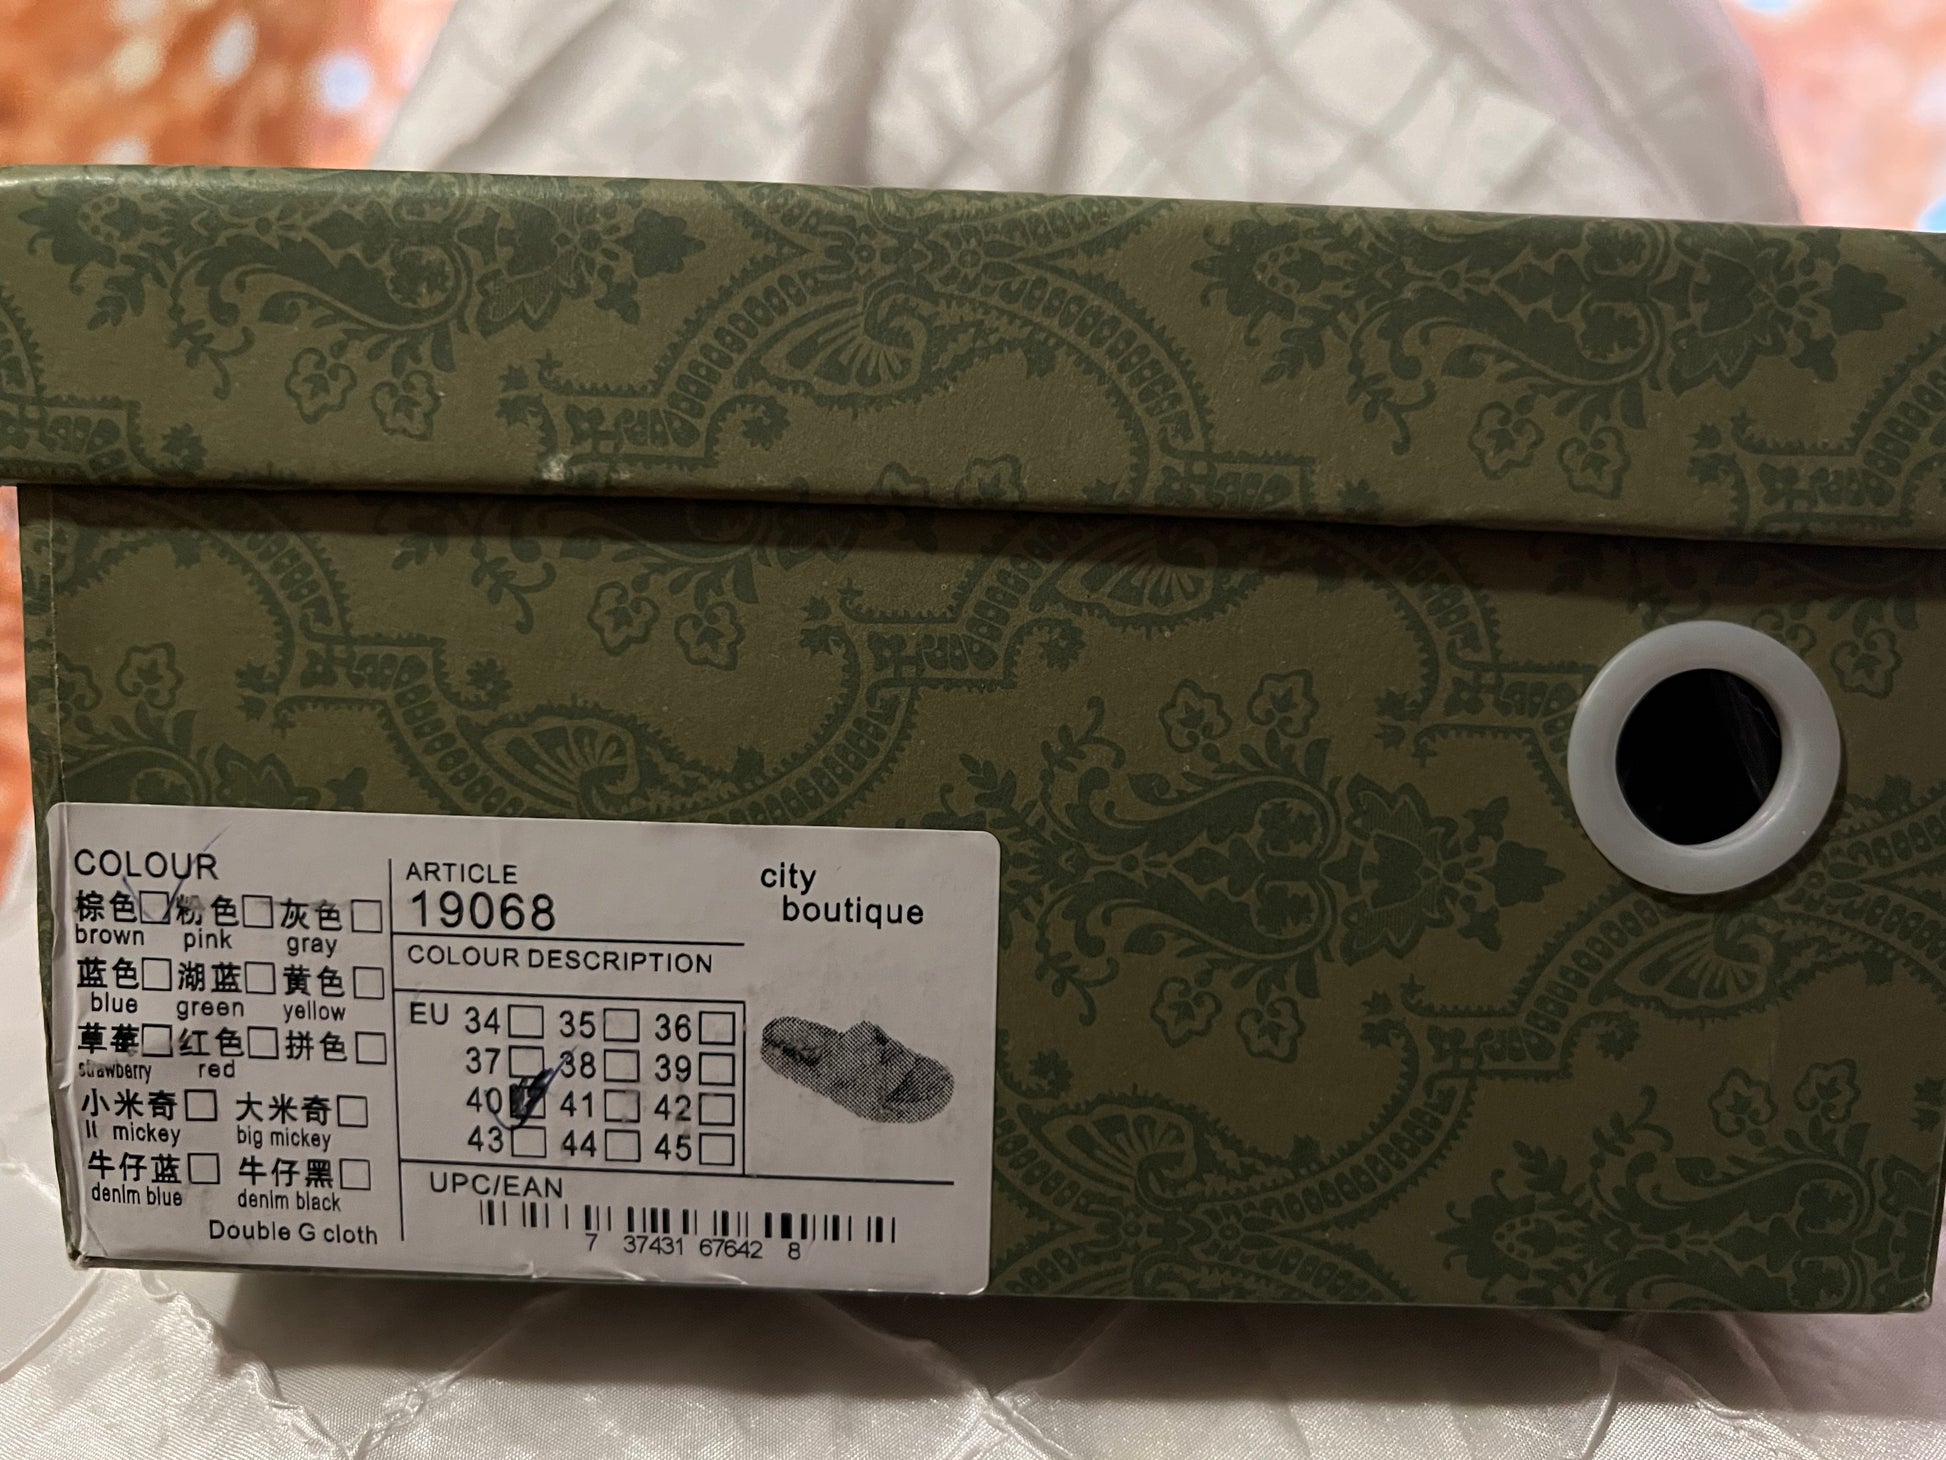 COLOUR
棕色 粉色 灰色
brown pink gray
蓝色 湖蓝 黄色
blue green yellow
草莓 红色 拼色
strawberry red
小米奇 大米奇
lt mickey big mickey
牛仔蓝 牛仔黑
denim blue denim black
Double G cloth
ARTICLE
19068
COLOUR DESCRIPTION
EU 34 35 36
37 38 39
40 41 42
43 44 45
UPC/EAN
7 37431 67642 8
city
boutique